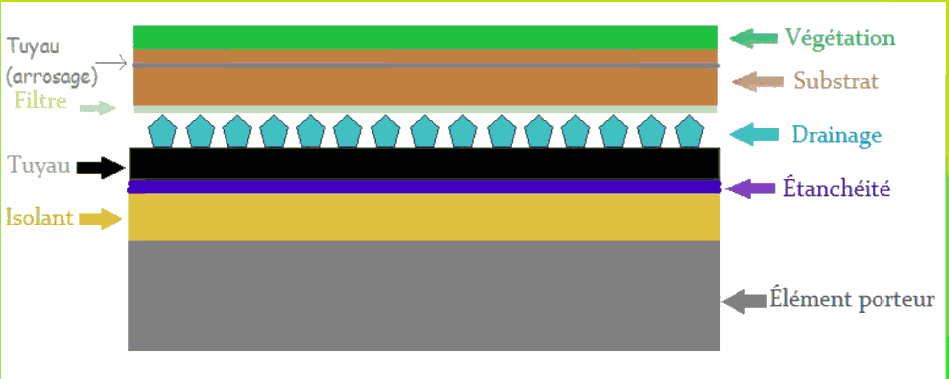 Tuyau
(arrosage)
Filtre
Tuyau
Isolant
Végétation
Substrat
Drainage
Étanchéité
Élément porteur